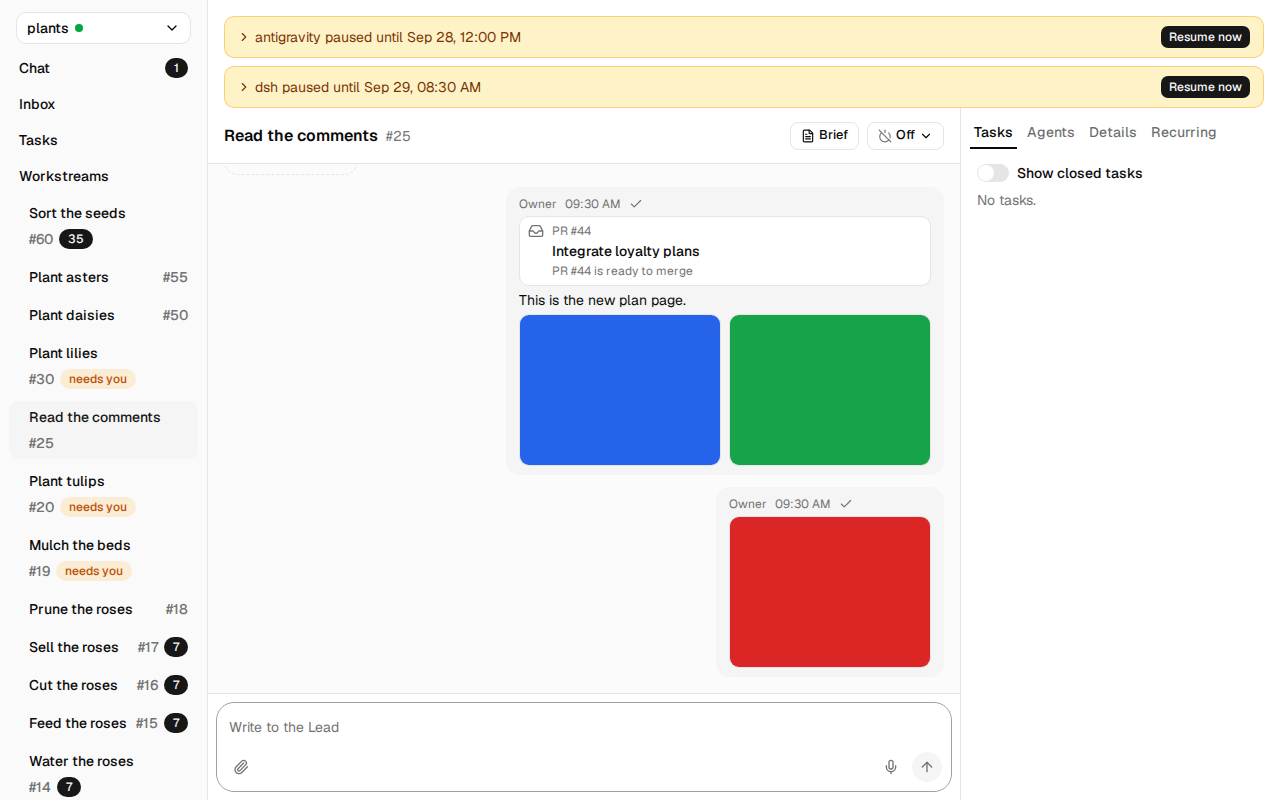 plants
Chat
1
Inbox
Tasks
Workstreams
Sort the seeds
#60 35
Plant asters #55
Plant daisies #50
Plant lilies
#30 needs you
Read the comments
#25
Plant tulips
#20 needs you
Mulch the beds
#19 needs you
Prune the roses #18
Sell the roses #17 7
Cut the roses #16 7
Feed the roses #15 7
Water the roses
#14 7
antigravity paused until Sep 28, 12:00 PM
Resume now
dsh paused until Sep 29, 08:30 AM
Resume now
Read the comments #25
Brief
Off
Owner 09:30 AM
PR #44
Integrate loyalty plans
PR #44 is ready to merge
This is the new plan page.
Owner 09:30 AM
Write to the Lead
Tasks Agents Details Recurring
Show closed tasks
No tasks.